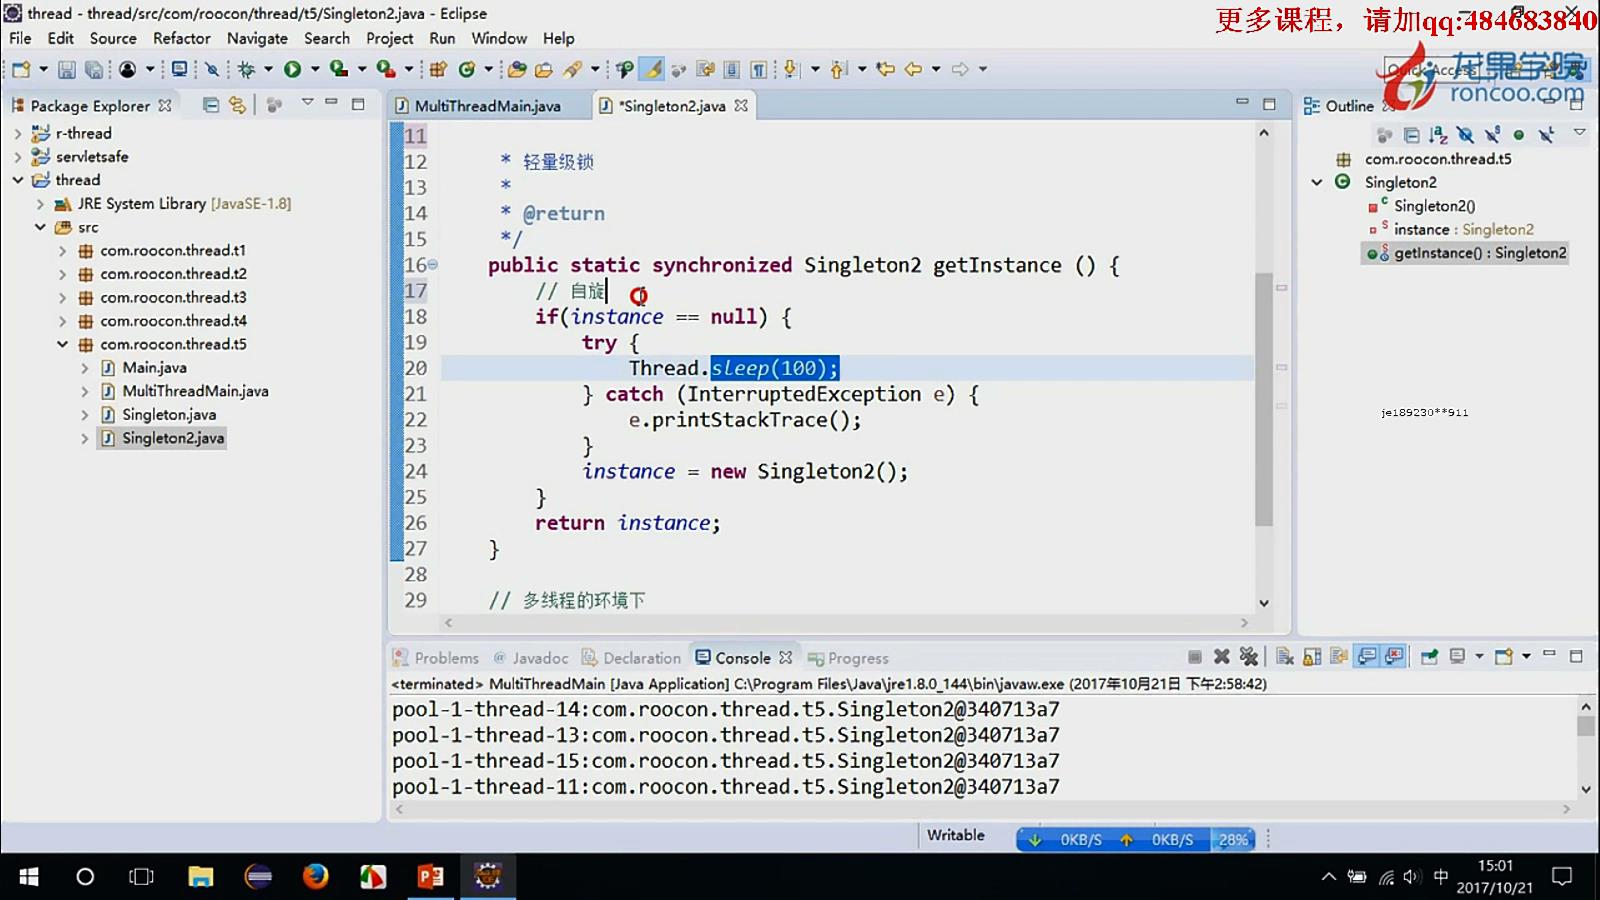 thread - thread/src/com/roocon/thread/t5/Singleton2.java - Eclipse
更多课程，请加qq:484683840
File Edit Source Refactor Navigate Search Project Run Window Help
Quick Access
龙果学院
roncoo.com
Package Explorer
MultiThreadMain.java
*Singleton2.java
Outline
r-thread
servletsafe
thread
JRE System Library [JavaSE-1.8]
src
com.roocon.thread.t1
com.roocon.thread.t2
com.roocon.thread.t3
com.roocon.thread.t4
com.roocon.thread.t5
Main.java
MultiThreadMain.java
Singleton.java
Singleton2.java
11
12 * 轻量级锁
13 *
14 * @return
15 */
16 public static synchronized Singleton2 getInstance () {
17 // 自旋
18 if(instance == null) {
19 try {
20 Thread.sleep(100);
21 } catch (InterruptedException e) {
22 e.printStackTrace();
23 }
24 instance = new Singleton2();
25 }
26 return instance;
27 }
28
29 // 多线程的环境下
com.roocon.thread.t5
Singleton2
Singleton2()
instance : Singleton2
getInstance() : Singleton2
je189230**911
Problems @ Javadoc Declaration Console Progress
<terminated> MultiThreadMain [Java Application] C:\Program Files\Java\jre1.8.0_144\bin\javaw.exe (2017年10月21日 下午2:58:42)
pool-1-thread-14:com.roocon.thread.t5.Singleton2@340713a7
pool-1-thread-13:com.roocon.thread.t5.Singleton2@340713a7
pool-1-thread-15:com.roocon.thread.t5.Singleton2@340713a7
pool-1-thread-11:com.roocon.thread.t5.Singleton2@340713a7
Writable
0KB/S 0KB/S 28%
中
15:01
2017/10/21